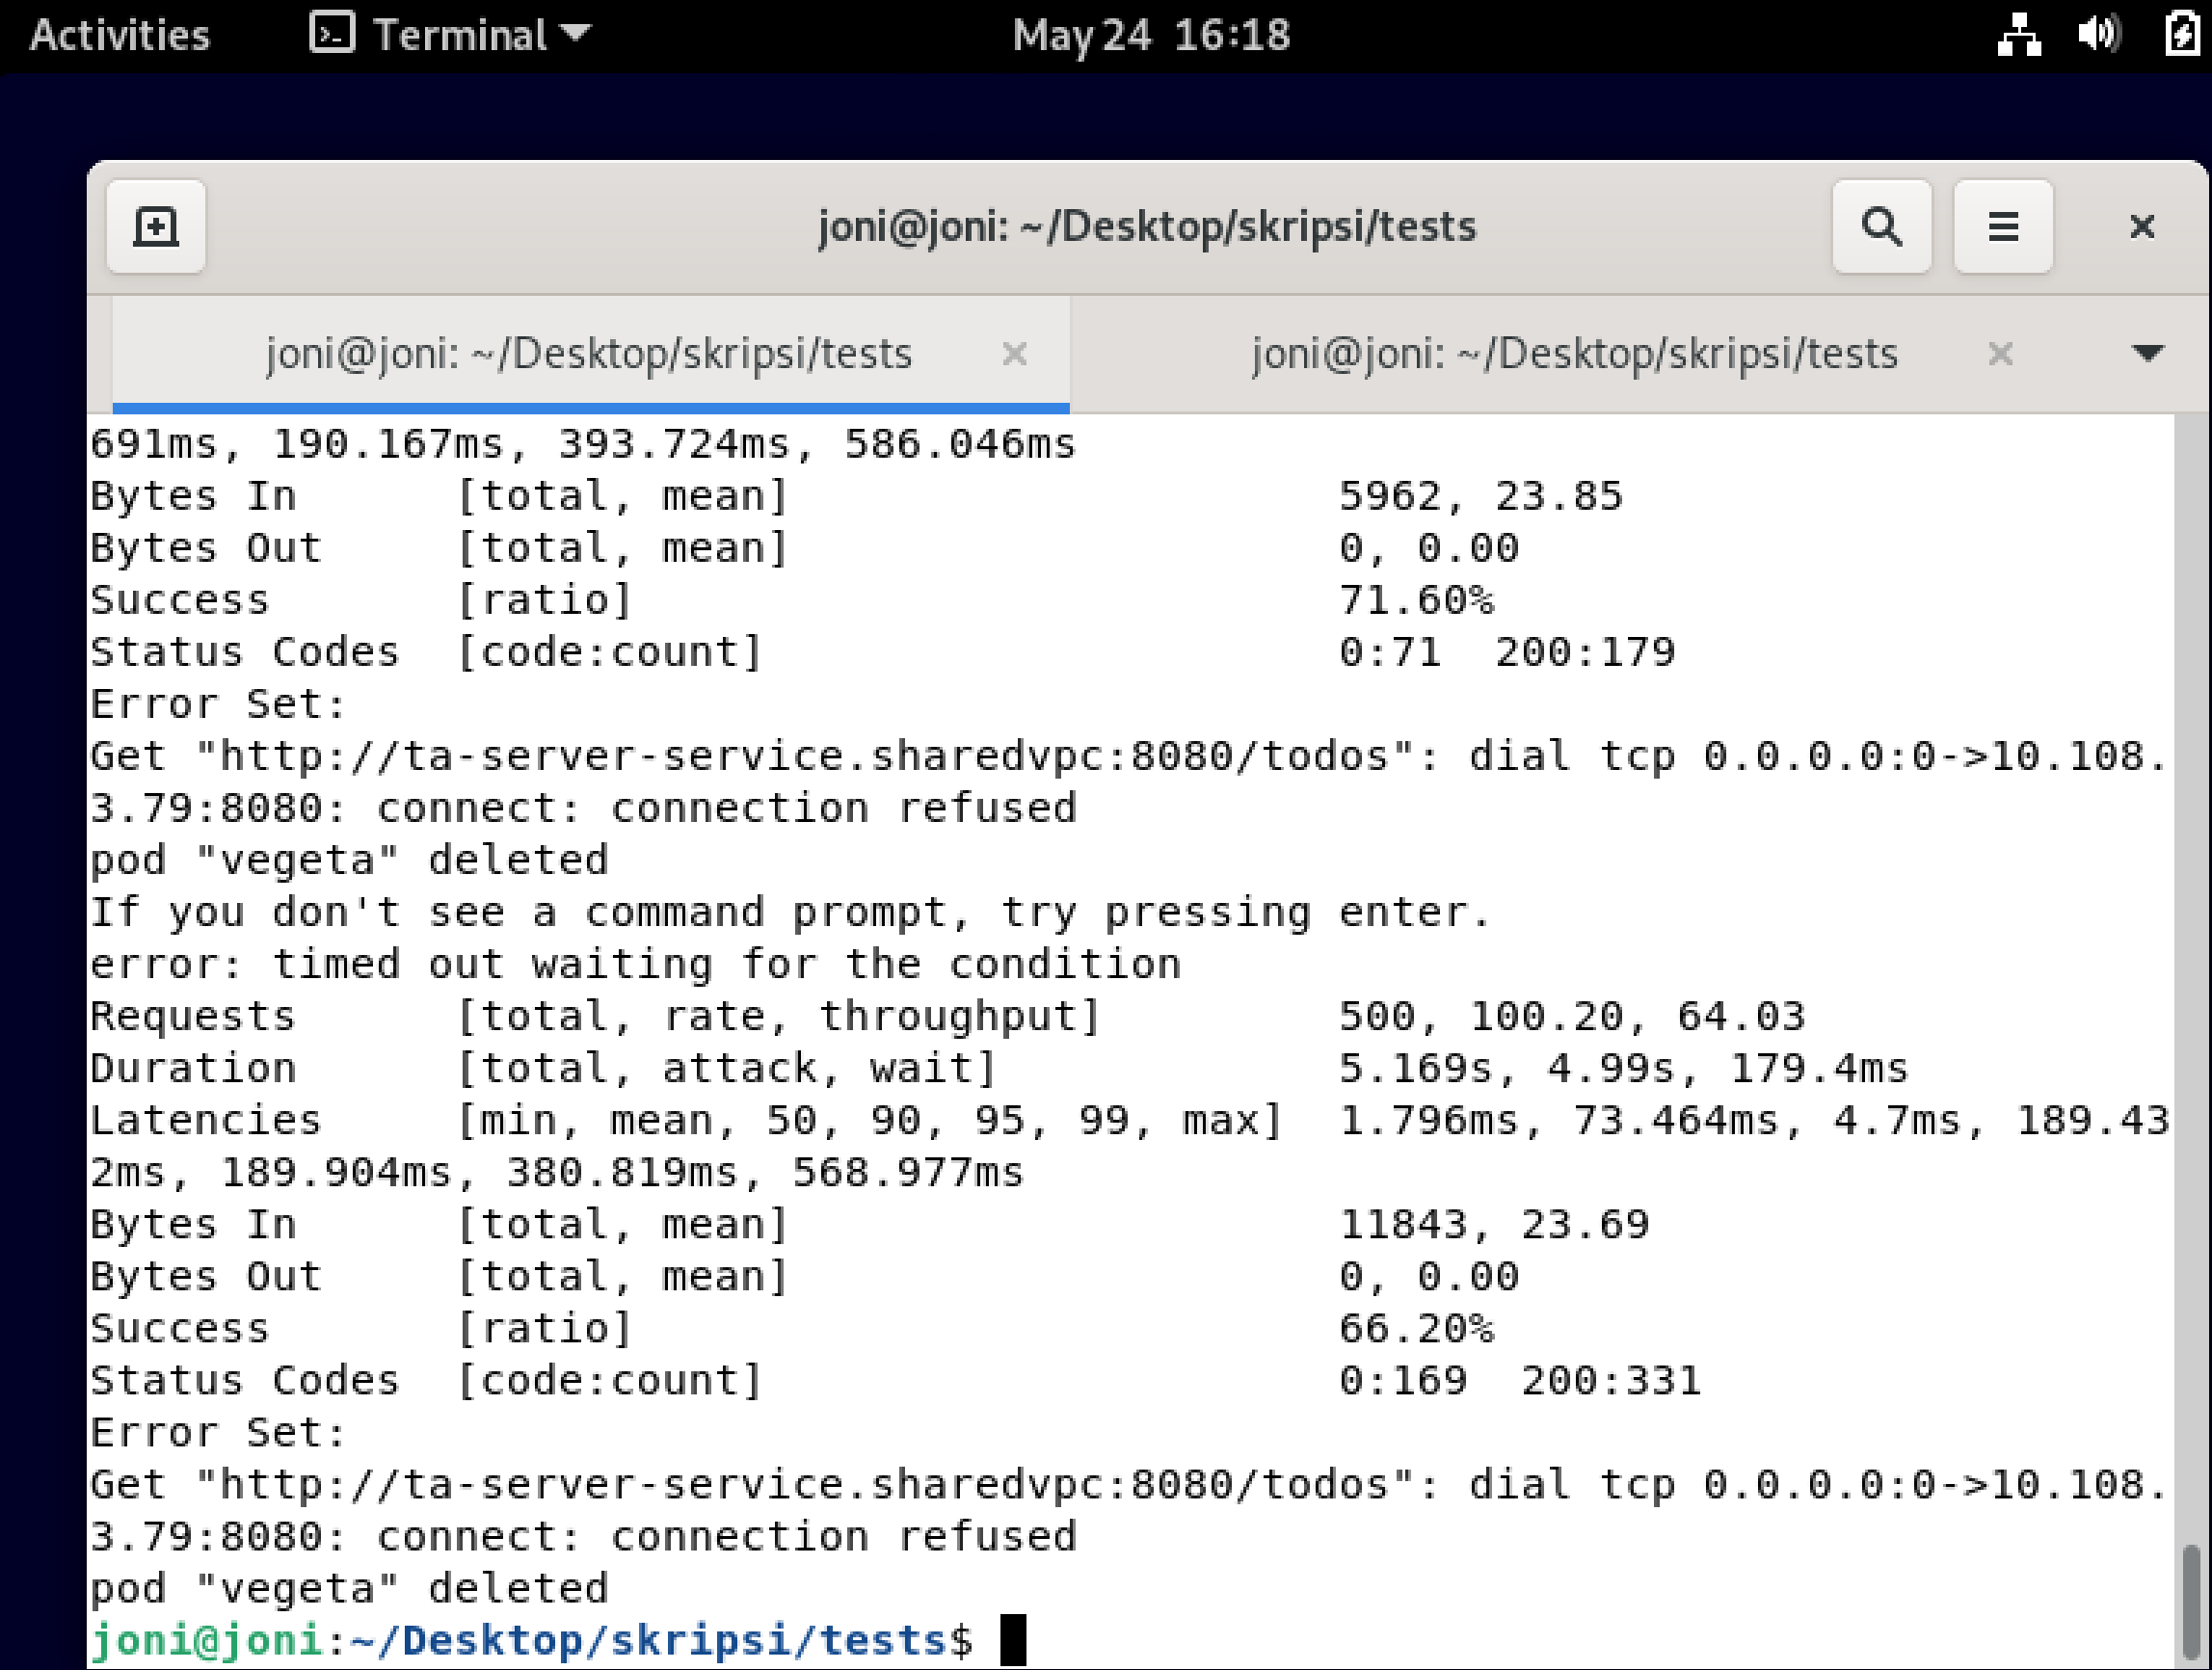 Activities Terminal May 24 16:18
joni@joni: ~/Desktop/skripsi/tests
joni@joni: ~/Desktop/skripsi/tests joni@joni: ~/Desktop/skripsi/tests
691ms, 190.167ms, 393.724ms, 586.046ms
Bytes In [total, mean] 5962, 23.85
Bytes Out [total, mean] 0, 0.00
Success [ratio] 71.60%
Status Codes [code:count] 0:71 200:179
Error Set:
Get "http://ta-server-service.sharedvpc:8080/todos": dial tcp 0.0.0.0:0->10.108.
3.79:8080: connect: connection refused
pod "vegeta" deleted
If you don't see a command prompt, try pressing enter.
error: timed out waiting for the condition
Requests [total, rate, throughput] 500, 100.20, 64.03
Duration [total, attack, wait] 5.169s, 4.99s, 179.4ms
Latencies [min, mean, 50, 90, 95, 99, max] 1.796ms, 73.464ms, 4.7ms, 189.43
2ms, 189.904ms, 380.819ms, 568.977ms
Bytes In [total, mean] 11843, 23.69
Bytes Out [total, mean] 0, 0.00
Success [ratio] 66.20%
Status Codes [code:count] 0:169 200:331
Error Set:
Get "http://ta-server-service.sharedvpc:8080/todos": dial tcp 0.0.0.0:0->10.108.
3.79:8080: connect: connection refused
pod "vegeta" deleted
joni@joni:~/Desktop/skripsi/tests$